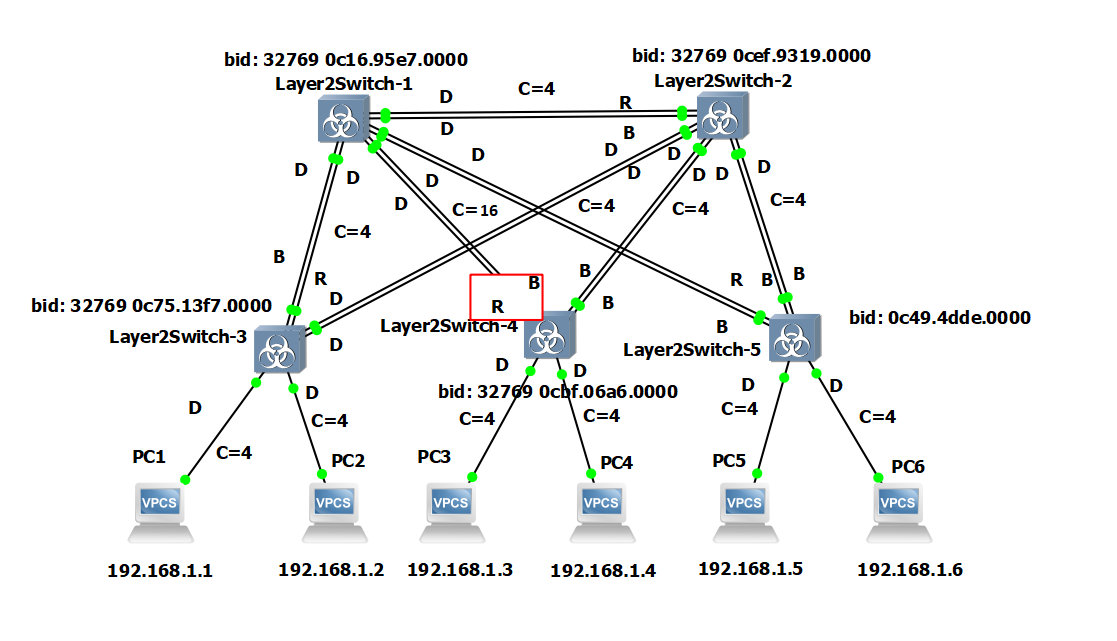 bid: 32769 0cef.9319.0000
bid: 32769 0c16.95e7.0000
Layer2Switch-1
Layer2Switch-2
C=4
D
R
D
B
D
D
D
D
D
D
D
D
D
D
D
D
C=4
C=16
C=4
C=4
C=4
B
R
B
B
R
B
B
D
B
R
B
bid: 32769 0c75.13f7.0000
Layer2Switch-3
D
Layer2Switch-4
bid: 0c49.4dde.0000
Layer2Switch-5
B
D
D
D
D
D
D
bid: 32769 0cbf.06a6.0000
C=4
C=4
C=4
C=4
C=4
C=4
PC1
PC2
PC3
PC4
PC5
PC6
VPCS
VPCS
VPCS
VPCS
VPCS
VPCS
192.168.1.1
192.168.1.2
192.168.1.3
192.168.1.4
192.168.1.5
192.168.1.6